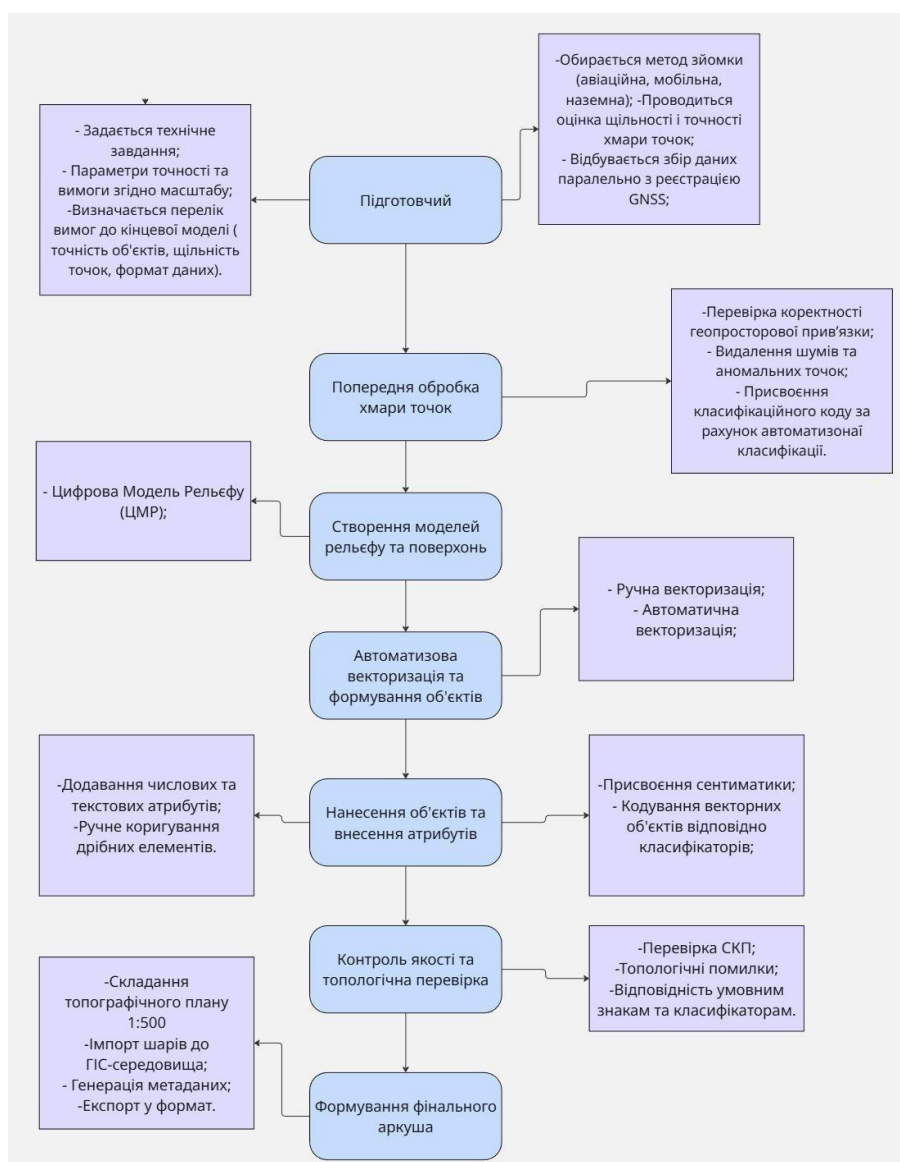 -Обирається метод зйомки
(авіаційна, мобільна,
наземна); -Проводиться
оцінка щільності і точності
хмари точок;
- Відбувається збір даних
паралельно з реєстрацією
GNSS;
- Задається технічне
завдання;
- Параметри точності та
вимоги згідно масштабу;
-Визначається перелік
вимог до кінцевої моделі (
точність об'єктів, щільність
точок, формат даних).
Підготовчий
-Перевірка коректності
геопросторової прив’язки;
- Видалення шумів та
аномальних точок;
- Присвоєння
класифікаційного коду за
рахунок автоматизонаї
класифікації.
Попередня обробка
хмари точок
- Цифрова Модель Рельєфу
(ЦМР);
Створення моделей
рельєфу та поверхонь
- Ручна векторизація;
- Автоматична
векторизація;
Автоматизова
векторизація та
формування об'єктів
-Додавання числових та
текстових атрибутів;
-Ручне коригування
дрібних елементів.
Нанесення об'єктів та
внесення атрибутів
-Присвоєння сентиматики;
- Кодування векторних
об'єктів відповідно
класифікаторів;
Контроль якості та
топологічна перевірка
-Перевірка СКП;
-Топологічні помилки;
-Відповідність умовним
знакам та класифікаторам.
-Складання
топографічного плану
1:500
-Імпорт шарів до
ГІС-середовища;
- Генерація метаданих;
-Експорт у формат.
Формування фінального
аркуша